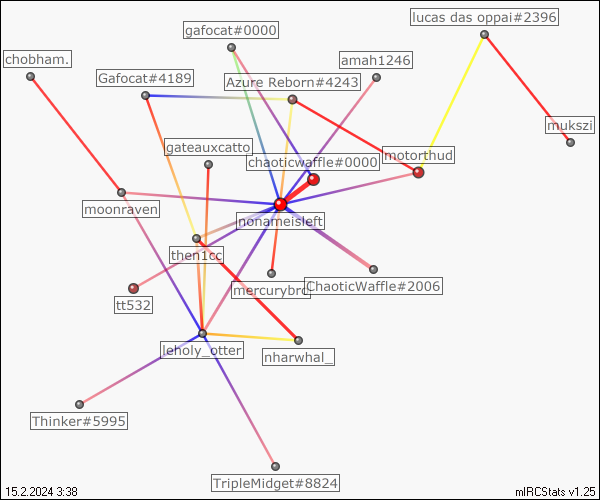 lucas das oppai#2396
gafocat#0000
chobham.
amah1246
Gafocat#4189
Azure Reborn#4243
mukszi
gateauxcatto
chaoticwaffle#0000
motorthud
moonraven
nonameisleft
then1cc
mercurybrc
ChaoticWaffle#2006
tt532
leholy_otter
nharwhal_
Thinker#5995
TripleMidget#8824
15.2.2024 3:38
mIRCStats v1.25